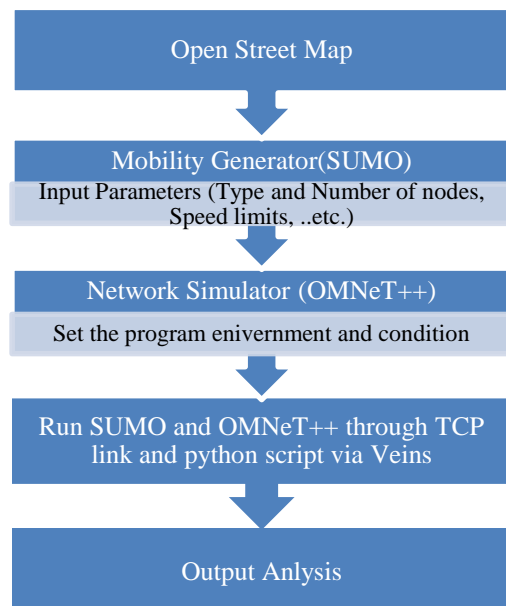 Open Street Map
Mobility Generator(SUMO)
Input Parameters (Type and Number of nodes,
Speed limits, ..etc.)
Network Simulator (OMNeT++)
Set the program enivernment and condition
Run SUMO and OMNeT++ through TCP
link and python script via Veins
Output Anlysis